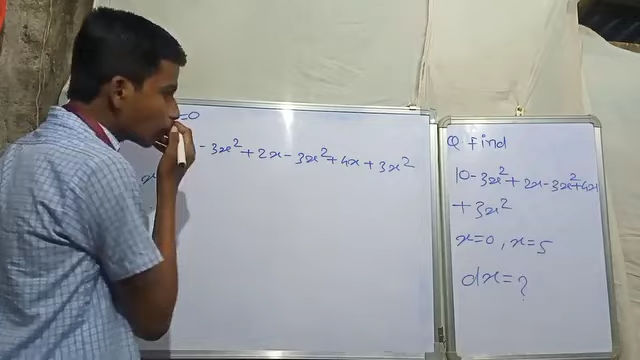 =0
x - 3x² + 2x - 3x² + 4x + 3x²
Q Find
10 - 3x² + 2x - 3x² + 4x
+ 3x²
x=0, x=5
dx=?